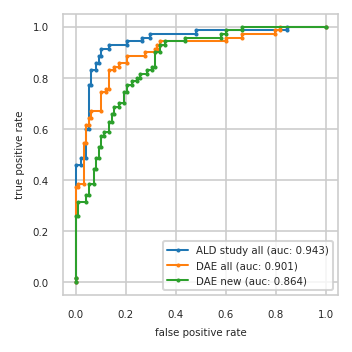 1.0
0.8
0.6
0.4
0.2
0.0
true positive rate
ALD study all (auc: 0.943)
DAE all (auc: 0.901)
DAE new (auc: 0.864)
0.0 0.2 0.4 0.6 0.8 1.0
false positive rate